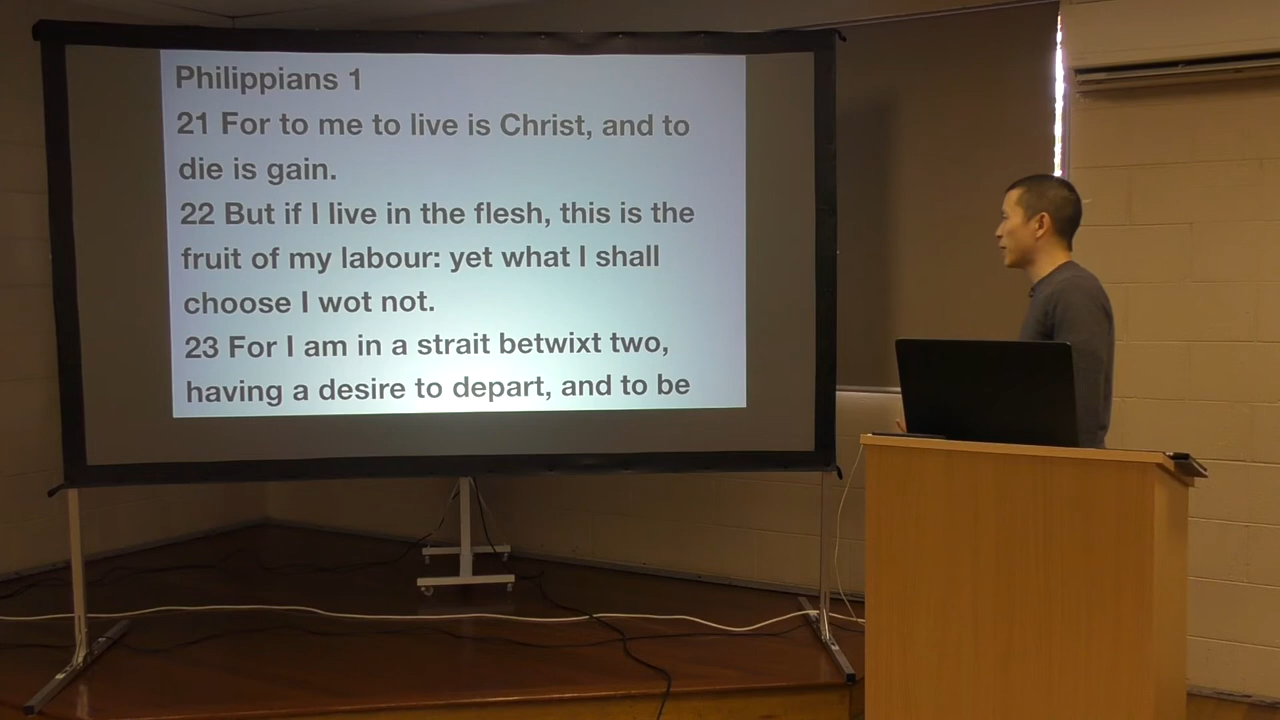 Philippians 1
21 For to me to live is Christ, and to
die is gain.
22 But if I live in the flesh, this is the
fruit of my labour: yet what I shall
choose I wot not.
23 For I am in a strait betwixt two,
having a desire to depart, and to be